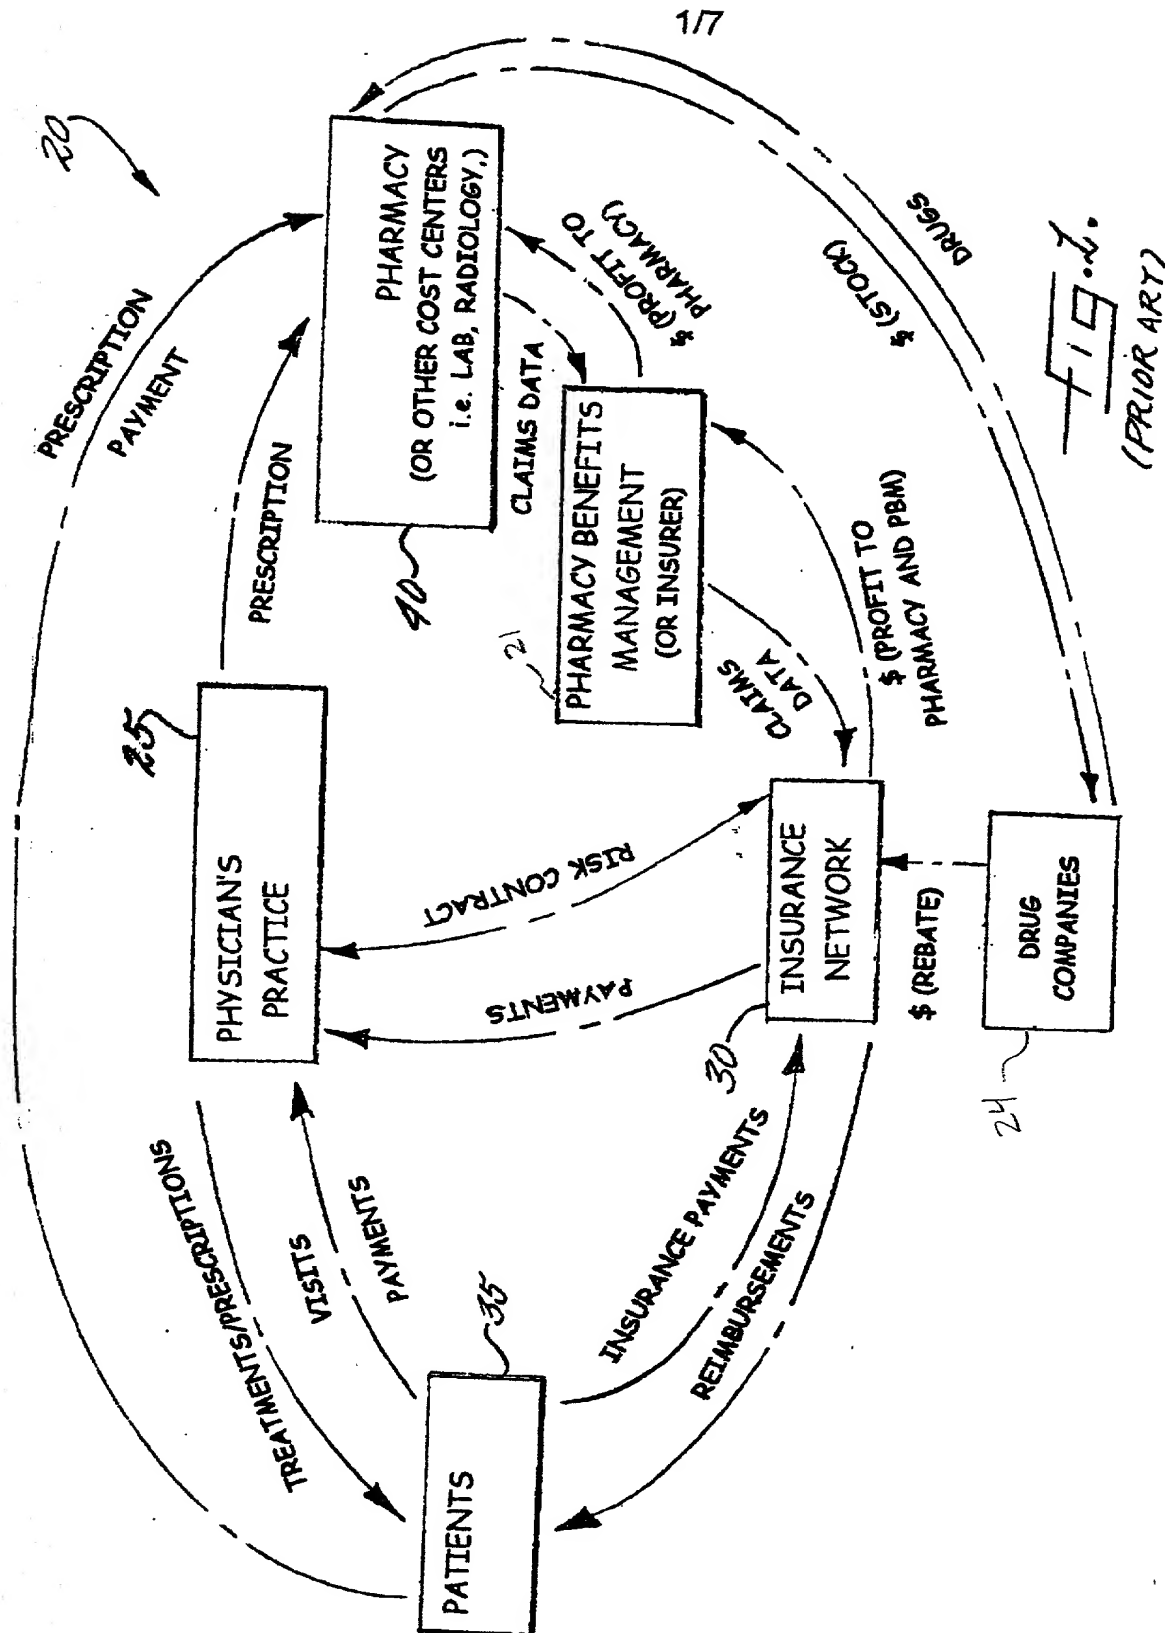 1/7
20
PRESCRIPTION
PAYMENT
PRESCRIPTION
25
PHYSICIAN'S
PRACTICE
PHARMACY
(OR OTHER COST CENTERS
i.e. LAB, RADIOLOGY,)
40
CLAIMS DATA
$ (PROFIT TO
PHARMACY)
21
PHARMACY BENEFITS
MANAGEMENT
(OR INSURER)
CLAIMS
DATA
$ (PROFIT TO
PHARMACY AND PBM)
TREATMENTS/PRESCRIPTIONS
VISITS
PAYMENTS
RISK CONTRACT
PAYMENTS
PATIENTS
35
INSURANCE PAYMENTS
REIMBURSEMENTS
30
INSURANCE
NETWORK
$ (REBATE)
DRUG
COMPANIES
24
$ (STOCK)
DRUGS
Fig. 1.
(PRIOR ART)